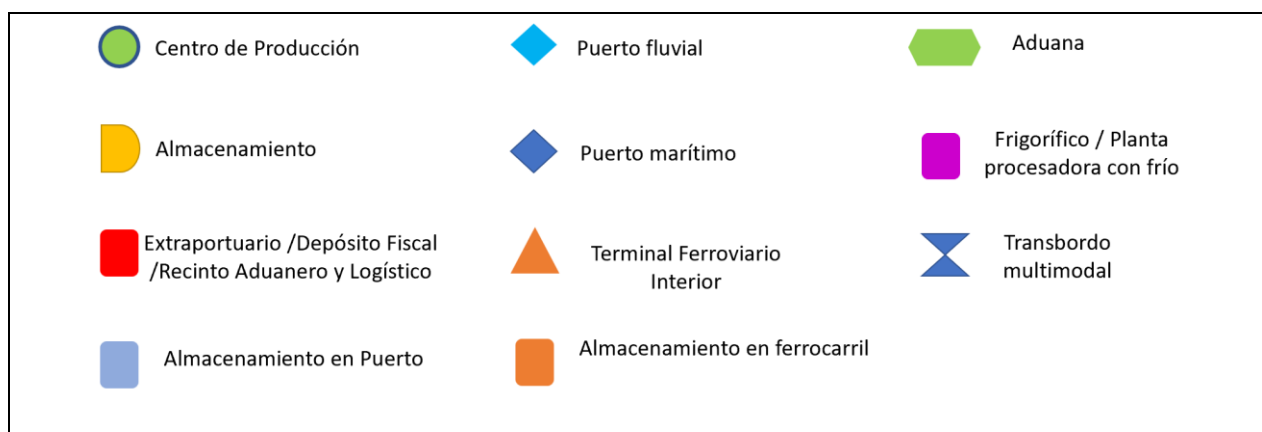 Centro de Producción
Puerto fluvial
Aduana
Almacenamiento
Puerto marítimo
Frigorífico / Planta
procesadora con frío
Extraportuario /Depósito Fiscal
/Recinto Aduanero y Logístico
Terminal Ferroviario
Interior
Transbordo
multimodal
Almacenamiento en Puerto
Almacenamiento en ferrocarril